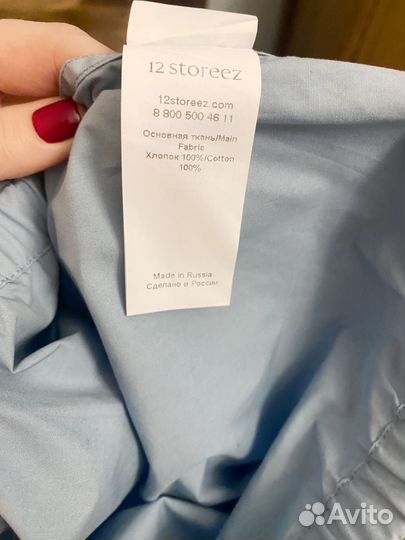 12 storeez
12storeez.com
8 800 500 46 11
Основная ткань/Main
Fabric
Хлопок 100%/Cotton
100%
Made in Russia
Сделано в России
Avito